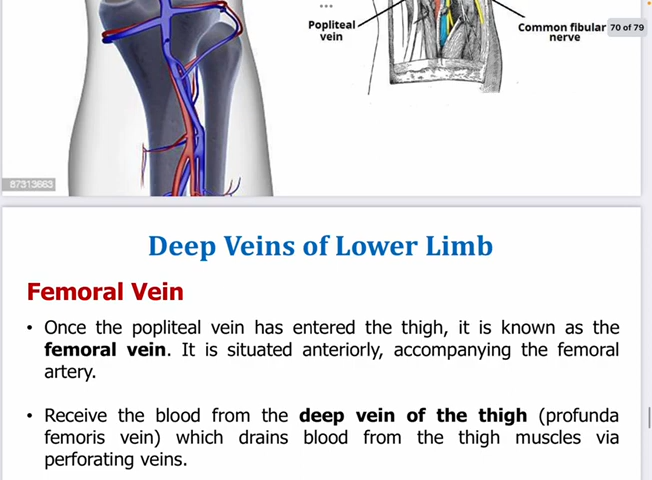 Popliteal
vein
Common fibular
nerve
70 of 79
87313663
Deep Veins of Lower Limb
Femoral Vein
• Once the popliteal vein has entered the thigh, it is known as the
femoral vein. It is situated anteriorly, accompanying the femoral
artery.
• Receive the blood from the deep vein of the thigh (profunda
femoris vein) which drains blood from the thigh muscles via
perforating veins.